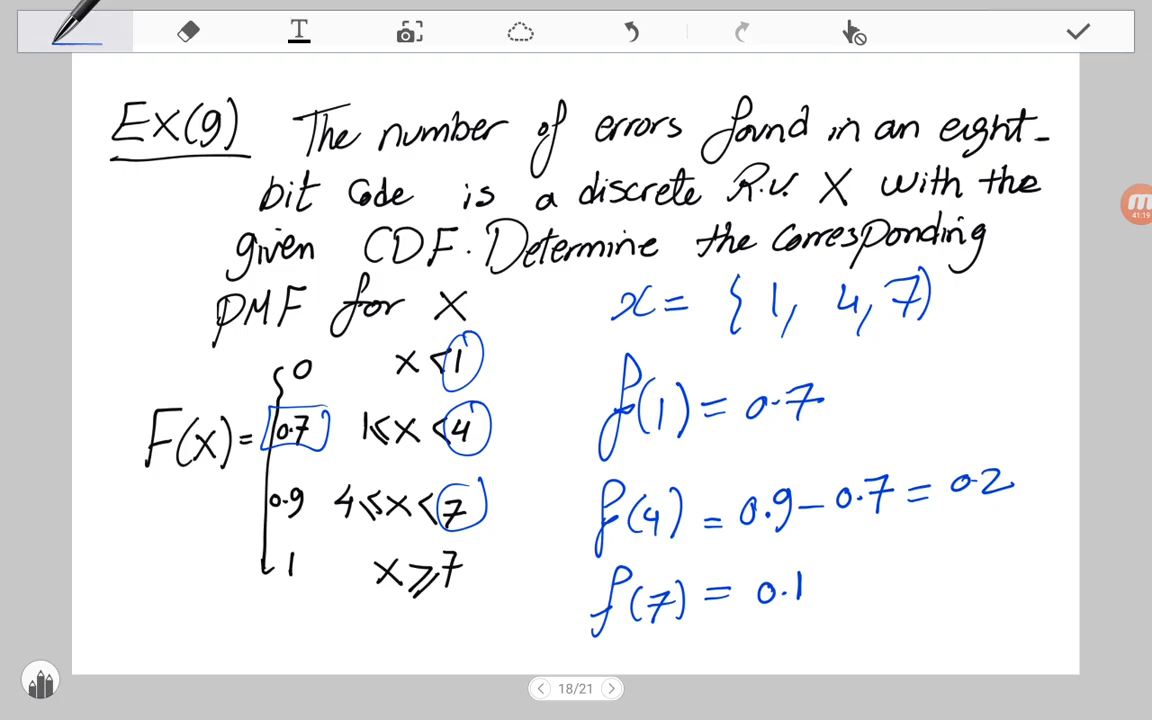 T
Ex(9) The number of errors found in an eight-
bit Code is a discrete R.V. X with the
given CDF. Determine the corresponding
PMF for X
x = { 1, 4, 7)
F(x) = { 0 x < 1
0.7 1 ≤ x < 4
0.9 4 ≤ x < 7
1 x ≥ 7
f(1) = 0.7
f(4) = 0.9 - 0.7 = 0.2
f(7) = 0.1
M
41:19
18/21